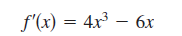 f′(x) = 4x³ − 6x